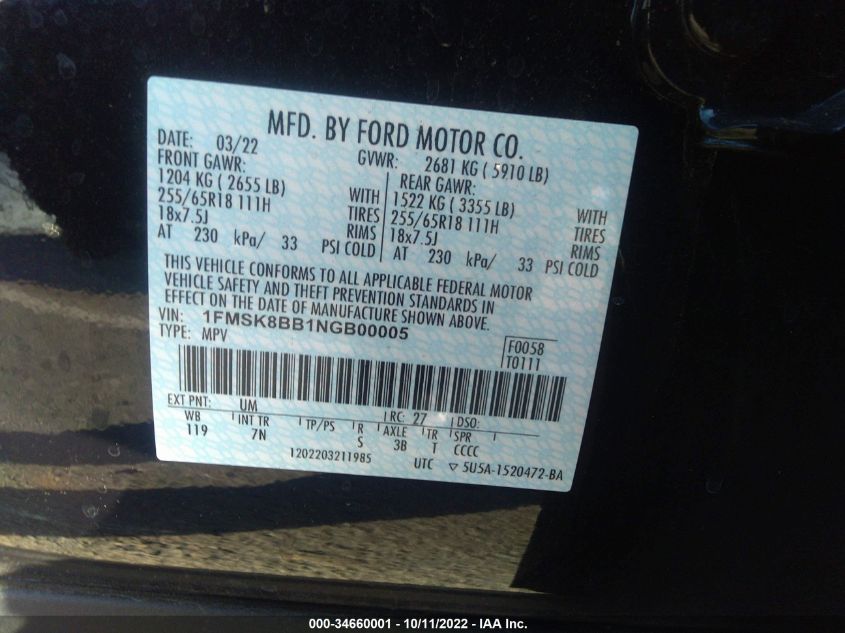 MFD. BY FORD MOTOR CO.
DATE: 03/22 GVWR: 2681 KG ( 5910 LB)
FRONT GAWR: REAR GAWR:
1204 KG ( 2655 LB) WITH 1522 KG ( 3355 LB) WITH
255/65R18 111H TIRES 255/65R18 111H TIRES
18x7.5J RIMS 18x7.5J RIMS
AT 230 kPa/ 33 PSI COLD AT 230 kPa/ 33 PSI COLD
THIS VEHICLE CONFORMS TO ALL APPLICABLE FEDERAL MOTOR
VEHICLE SAFETY AND THEFT PREVENTION STANDARDS IN
EFFECT ON THE DATE OF MANUFACTURE SHOWN ABOVE.
VIN: 1FMSK8BB1NGB00005
TYPE: MPV
F0058
T0111
EXT PNT: UM RC: 27 DSO:
WB INT TR TP/PS R AXLE TR SPR
119 7N S 3B T CCCC
1202203211985 UTC ▽ 5U5A-1520472-BA
000-34660001 - 10/11/2022 - IAA Inc.